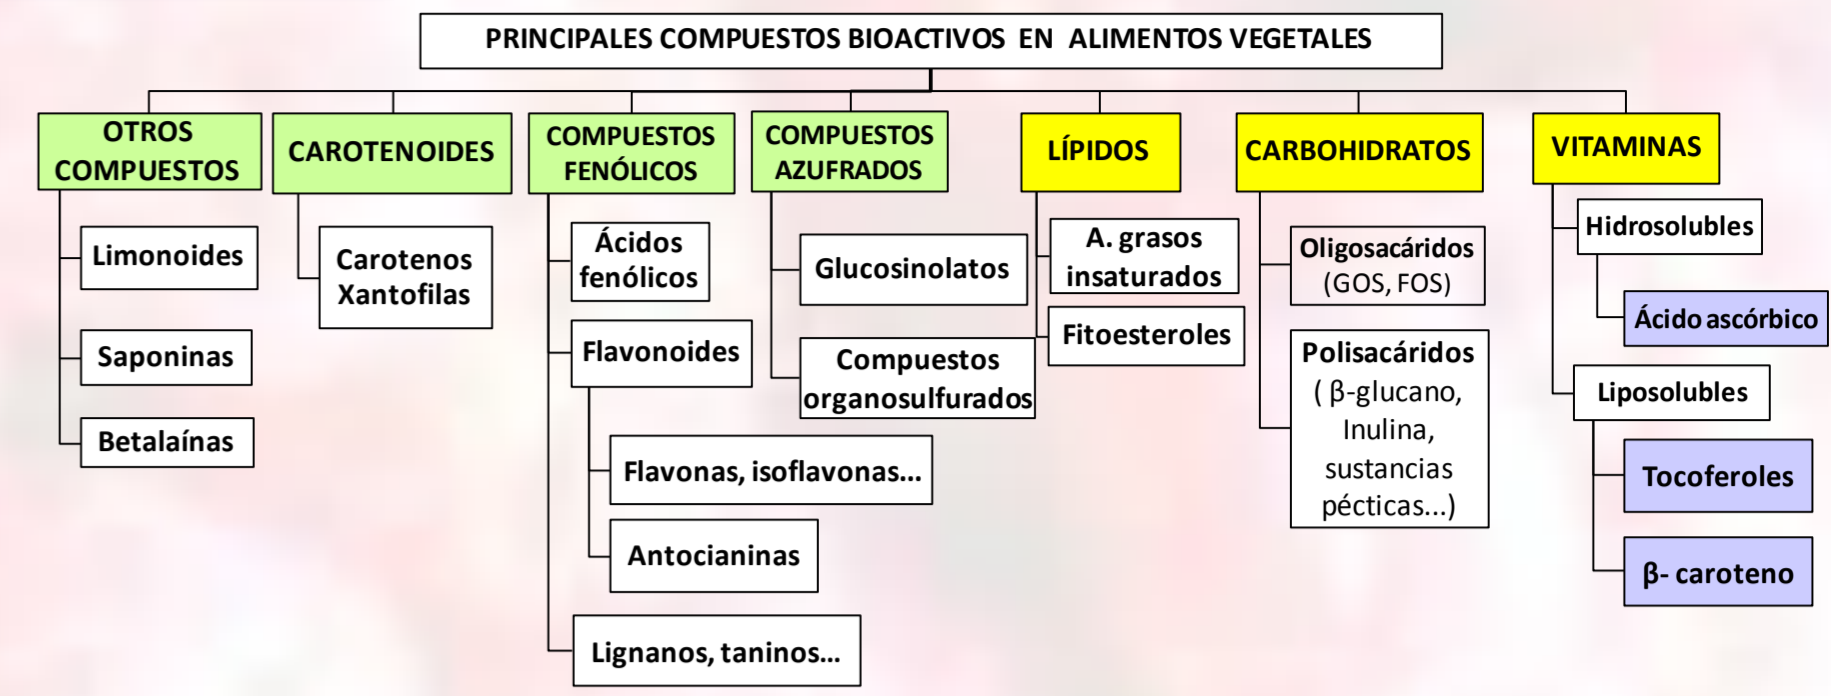 PRINCIPALES COMPUESTOS BIOACTIVOS EN ALIMENTOS VEGETALES
OTROS
COMPUESTOS
Limonoides
Saponinas
Betalaínas
CAROTENOIDES
Carotenos
Xantofilas
COMPUESTOS
FENÓLICOS
Ácidos
fenólicos
Flavonoides
Flavonas, isoflavonas...
Antocianinas
Lignanos, taninos...
COMPUESTOS
AZUFRADOS
Glucosinolatos
Compuestos
organosulfurados
LÍPIDOS
A. grasos
insaturados
Fitoesteroles
CARBOHIDRATOS
Oligosacáridos
(GOS, FOS)
Polisacáridos
( β-glucano,
Inulina,
sustancias
pécticas...)
VITAMINAS
Hidrosolubles
Ácido ascórbico
Liposolubles
Tocoferoles
β- caroteno